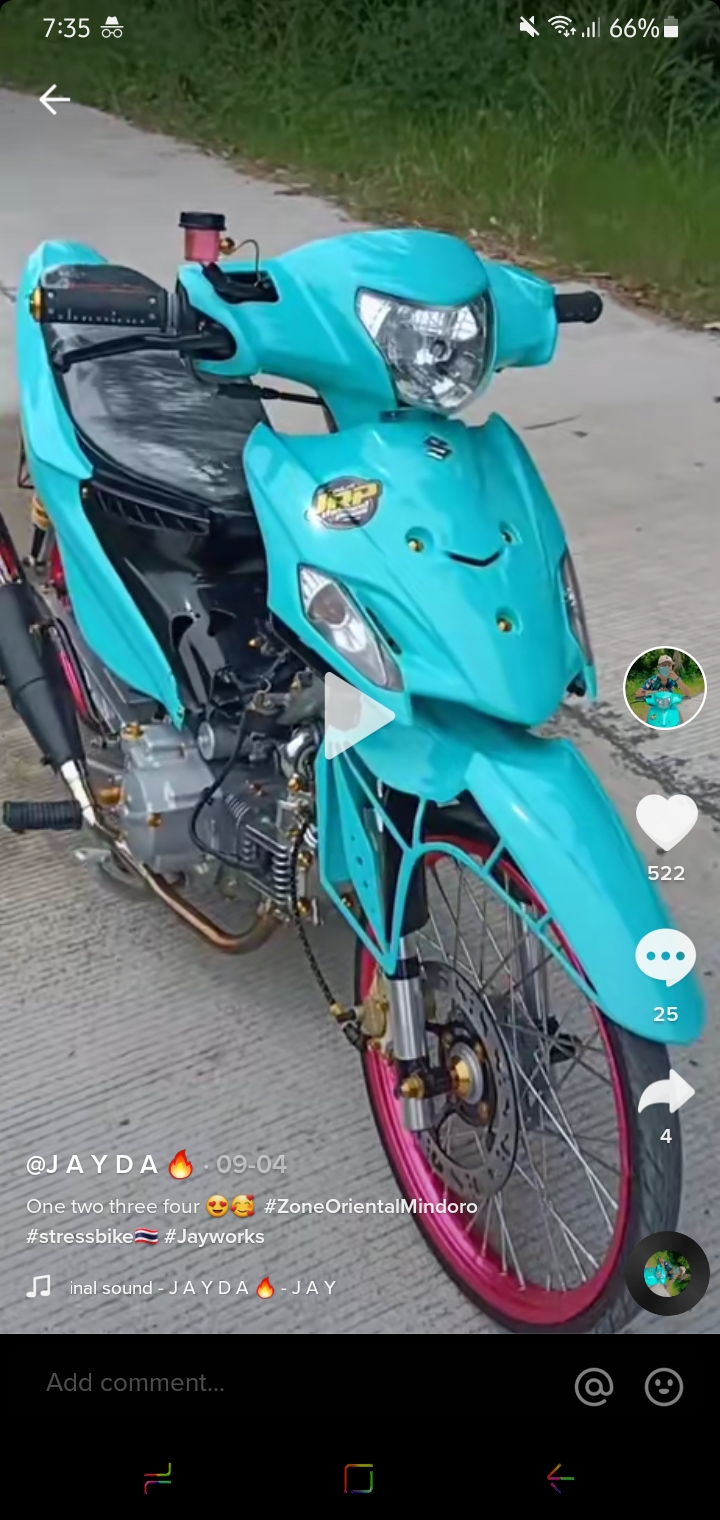 7:35
66%
JRP
522
25
4
@J A Y D A 🔥 · 09-04
One two three four 😍🥰 #ZoneOrientalMindoro
#stressbike🇹🇭 #Jayworks
inal sound - J A Y D A 🔥 - J A Y
Add comment...